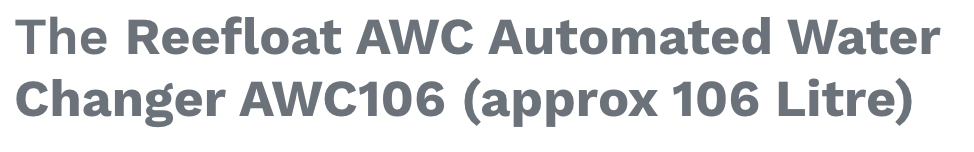 The Reefloat AWC Automated Water
Changer AWC106 (approx 106 Litre)